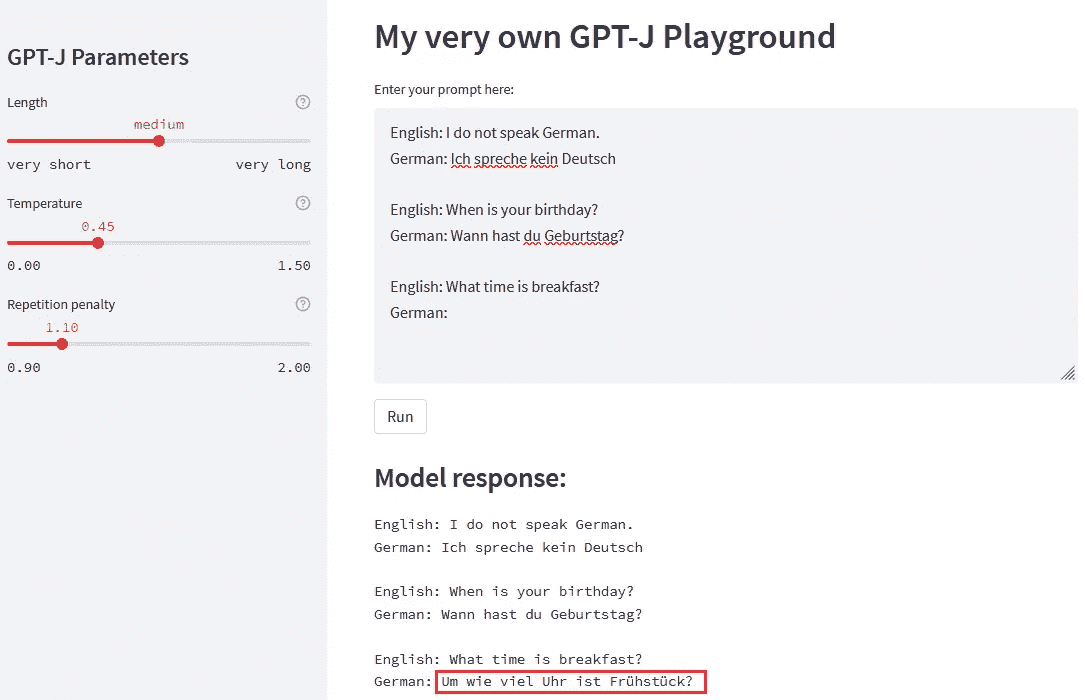 GPT-J Parameters
Length
medium
very short very long
Temperature
0.45
0.00 1.50
Repetition penalty
1.10
0.90 2.00
My very own GPT-J Playground
Enter your prompt here:
English: I do not speak German.
German: Ich spreche kein Deutsch
English: When is your birthday?
German: Wann hast du Geburtstag?
English: What time is breakfast?
German:
Run
Model response:
English: I do not speak German.
German: Ich spreche kein Deutsch
English: When is your birthday?
German: Wann hast du Geburtstag?
English: What time is breakfast?
German: Um wie viel Uhr ist Frühstück?